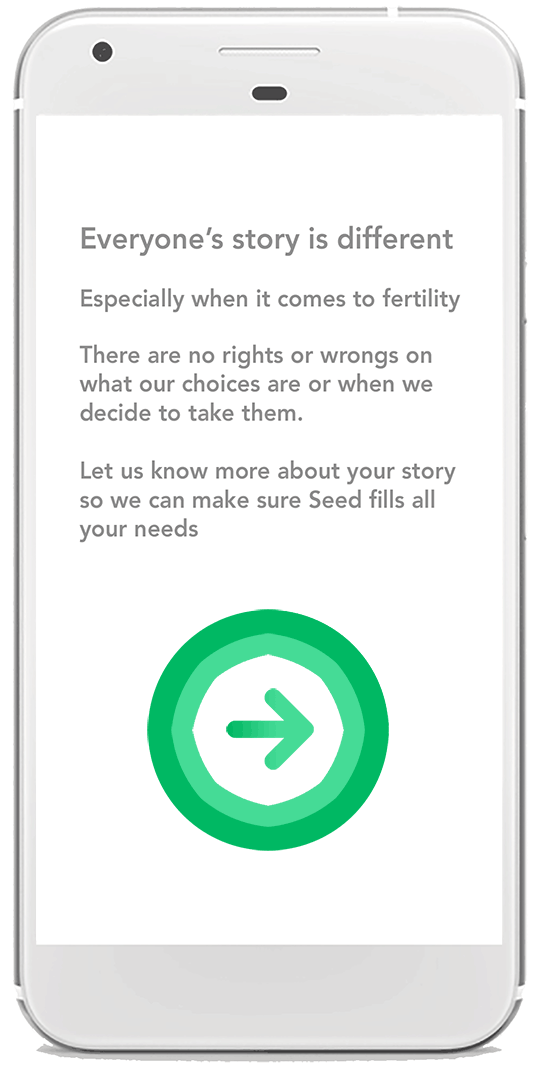 Everyone’s story is different
Especially when it comes to fertility
There are no rights or wrongs on
what our choices are or when we
decide to take them.
Let us know more about your story
so we can make sure Seed fills all
your needs